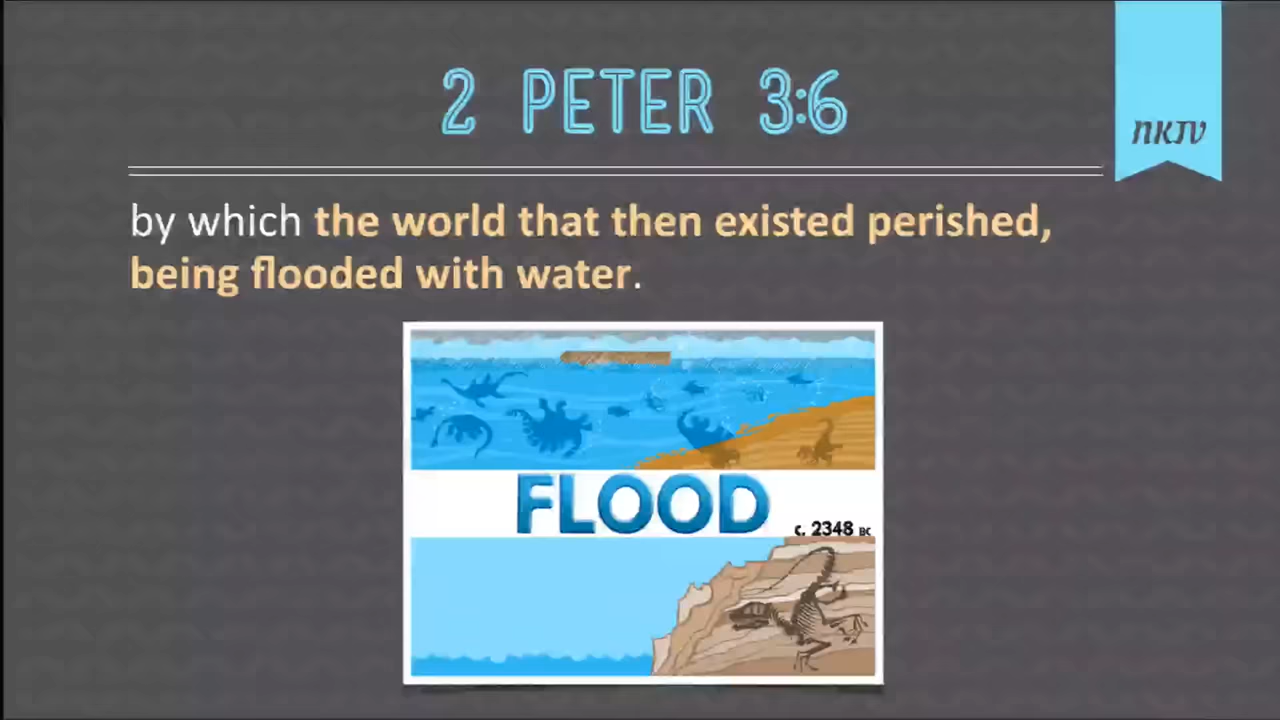 2 PETER 3:6
NKJV
by which the world that then existed perished,
being flooded with water.
FLOOD
c. 2348 BC